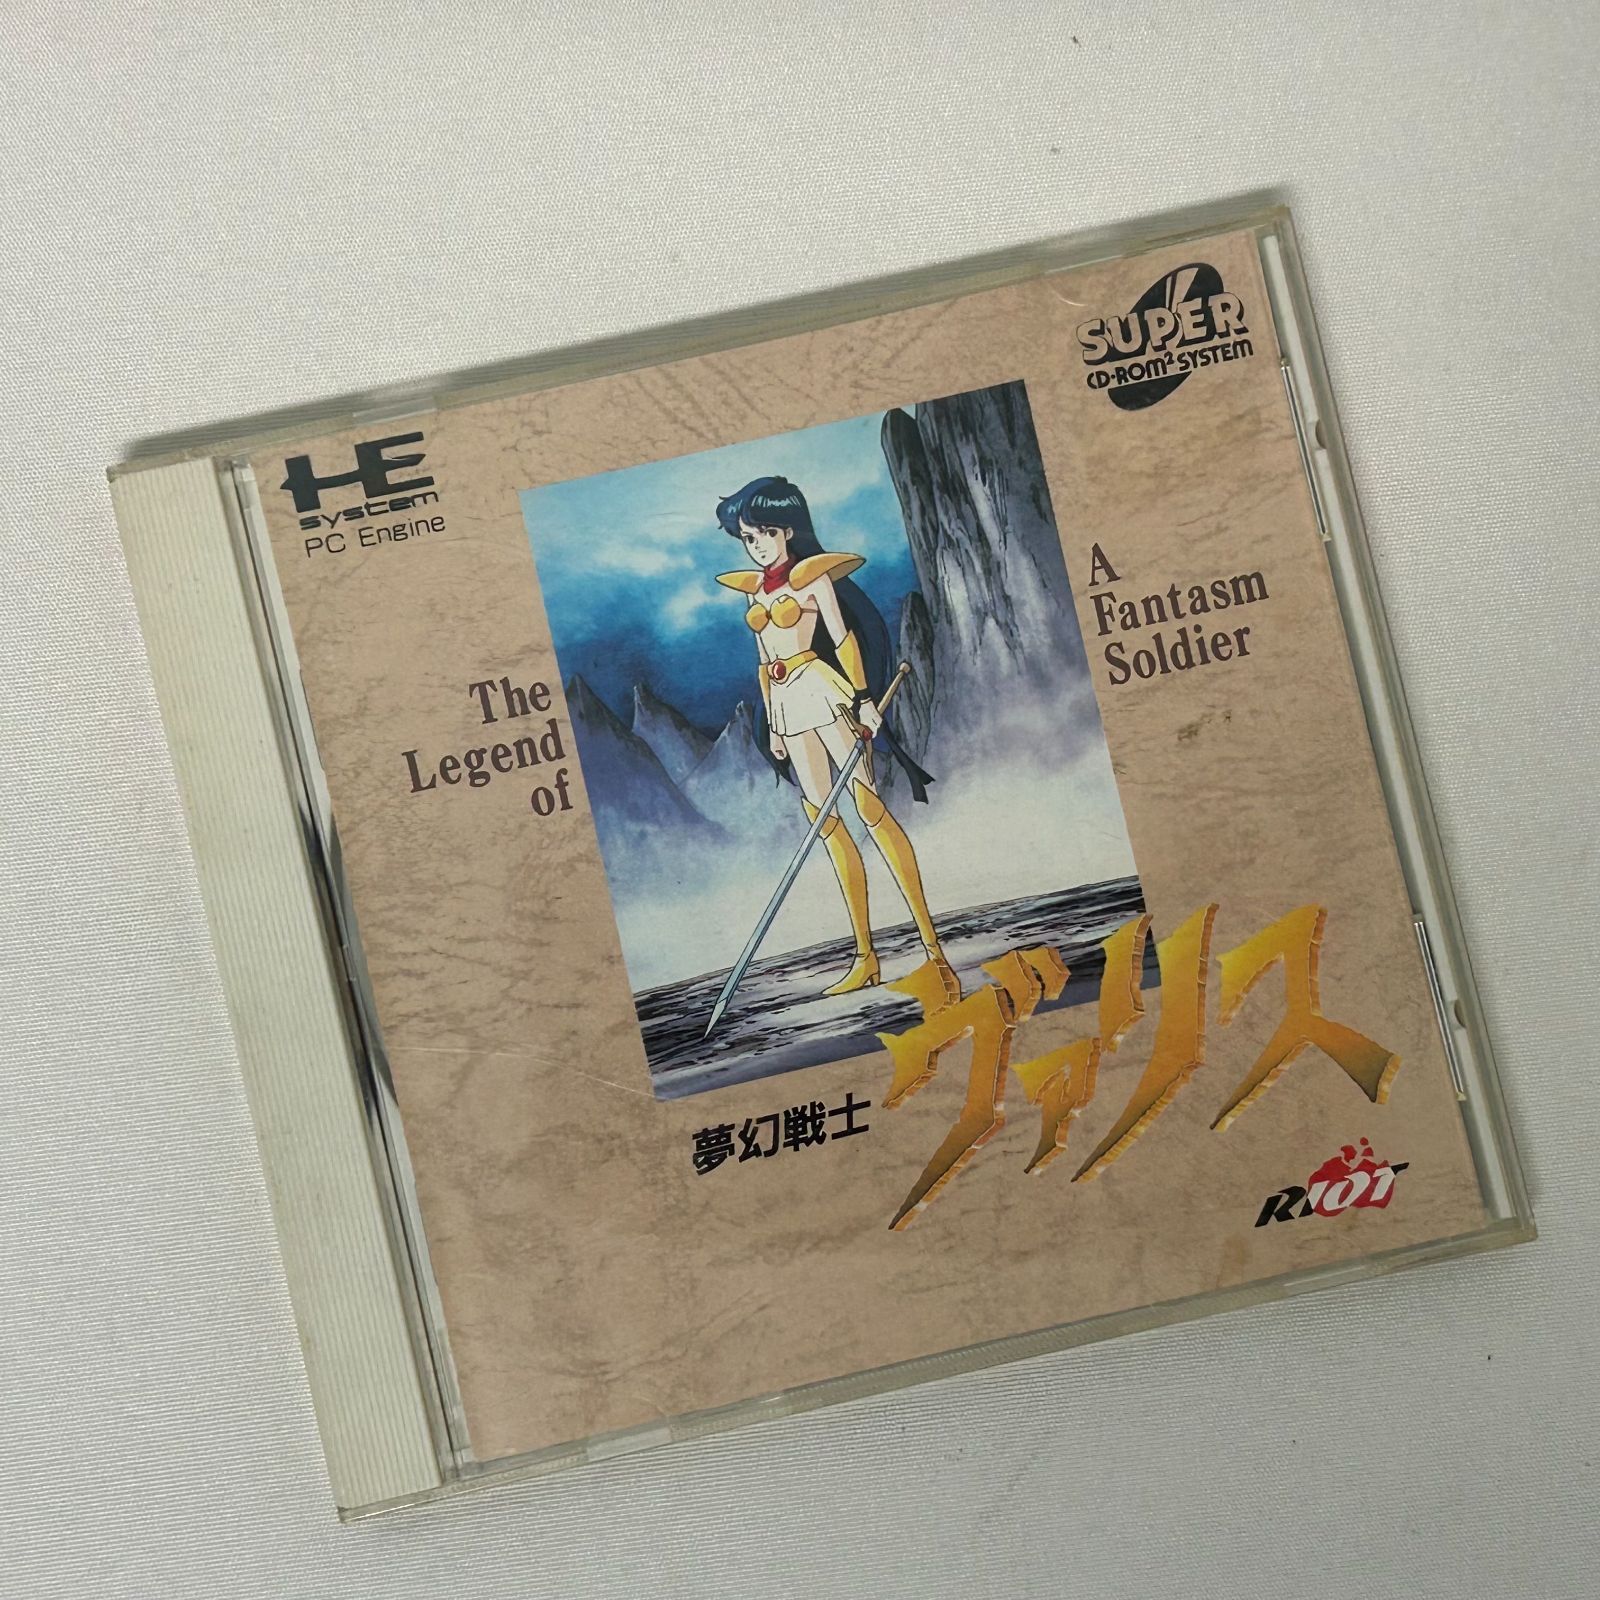 SUPER
CD-ROM² SYSTEM
HE
system
PC Engine
The
Legend
of
A
Fantasm
Soldier
夢幻戦士
ヴァリス
RIOT